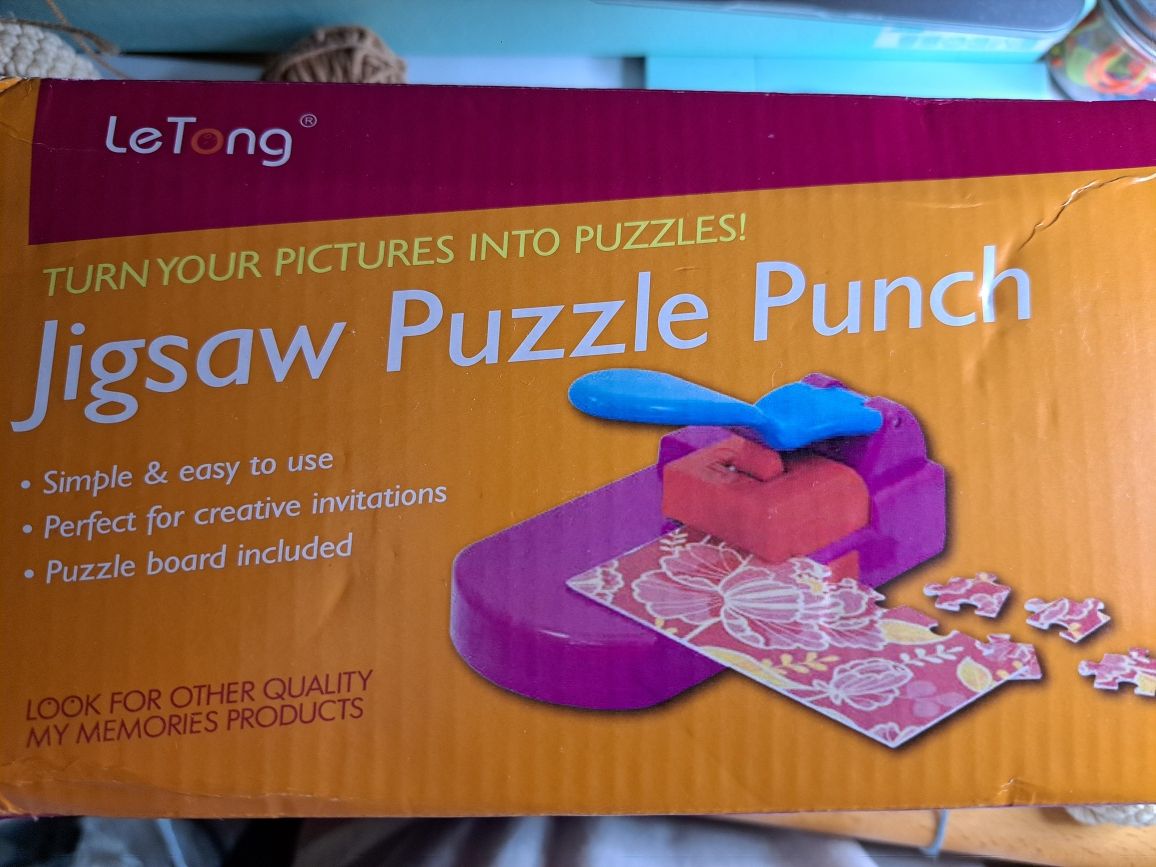 LeTong®
TURN YOUR PICTURES INTO PUZZLES!
Jigsaw Puzzle Punch
• Simple & easy to use
• Perfect for creative invitations
• Puzzle board included
LOOK FOR OTHER QUALITY
MY MEMORIES PRODUCTS